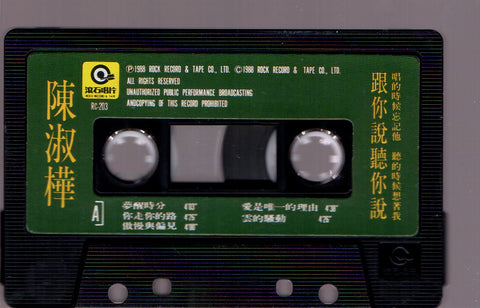 滾石唱片
ROCK RECORD & TAPE
RC-203
Ⓟ1988 ROCK RECORD & TAPE CO., LTD. Ⓒ1988 ROCK RECORD & TAPE CO., LTD.
ALL RIGHTS RESERVED
UNAUTHORIZED PUBLIC PERFORMANCE BROADCASTING
ANDCOPYING OF THIS RECORD PROHIBITED
陳淑樺
唱的時候忘記他 聽的時候想著我
跟你說聽你說
A
夢醒時分
你走你的路
傲慢與偏見
愛是唯一的理由
雲的騷動